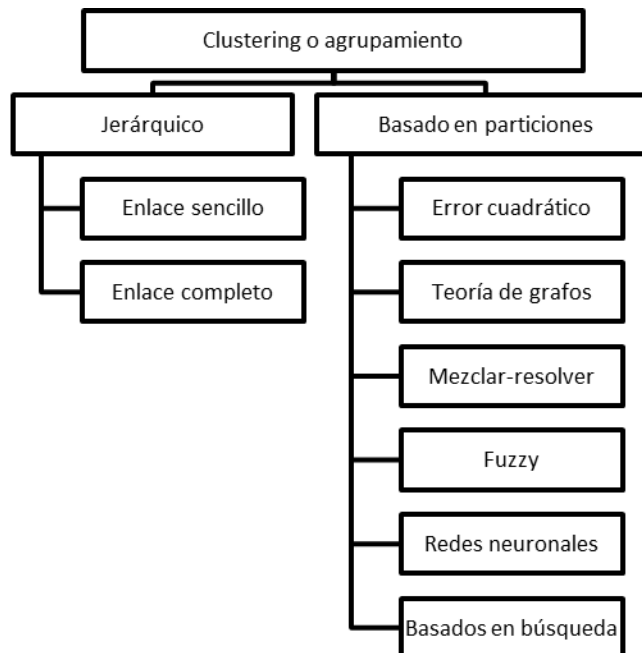 Clustering o agrupamiento
Jerárquico
Basado en particiones
Enlace sencillo
Error cuadrático
Enlace completo
Teoría de grafos
Mezclar-resolver
Fuzzy
Redes neuronales
Basados en búsqueda